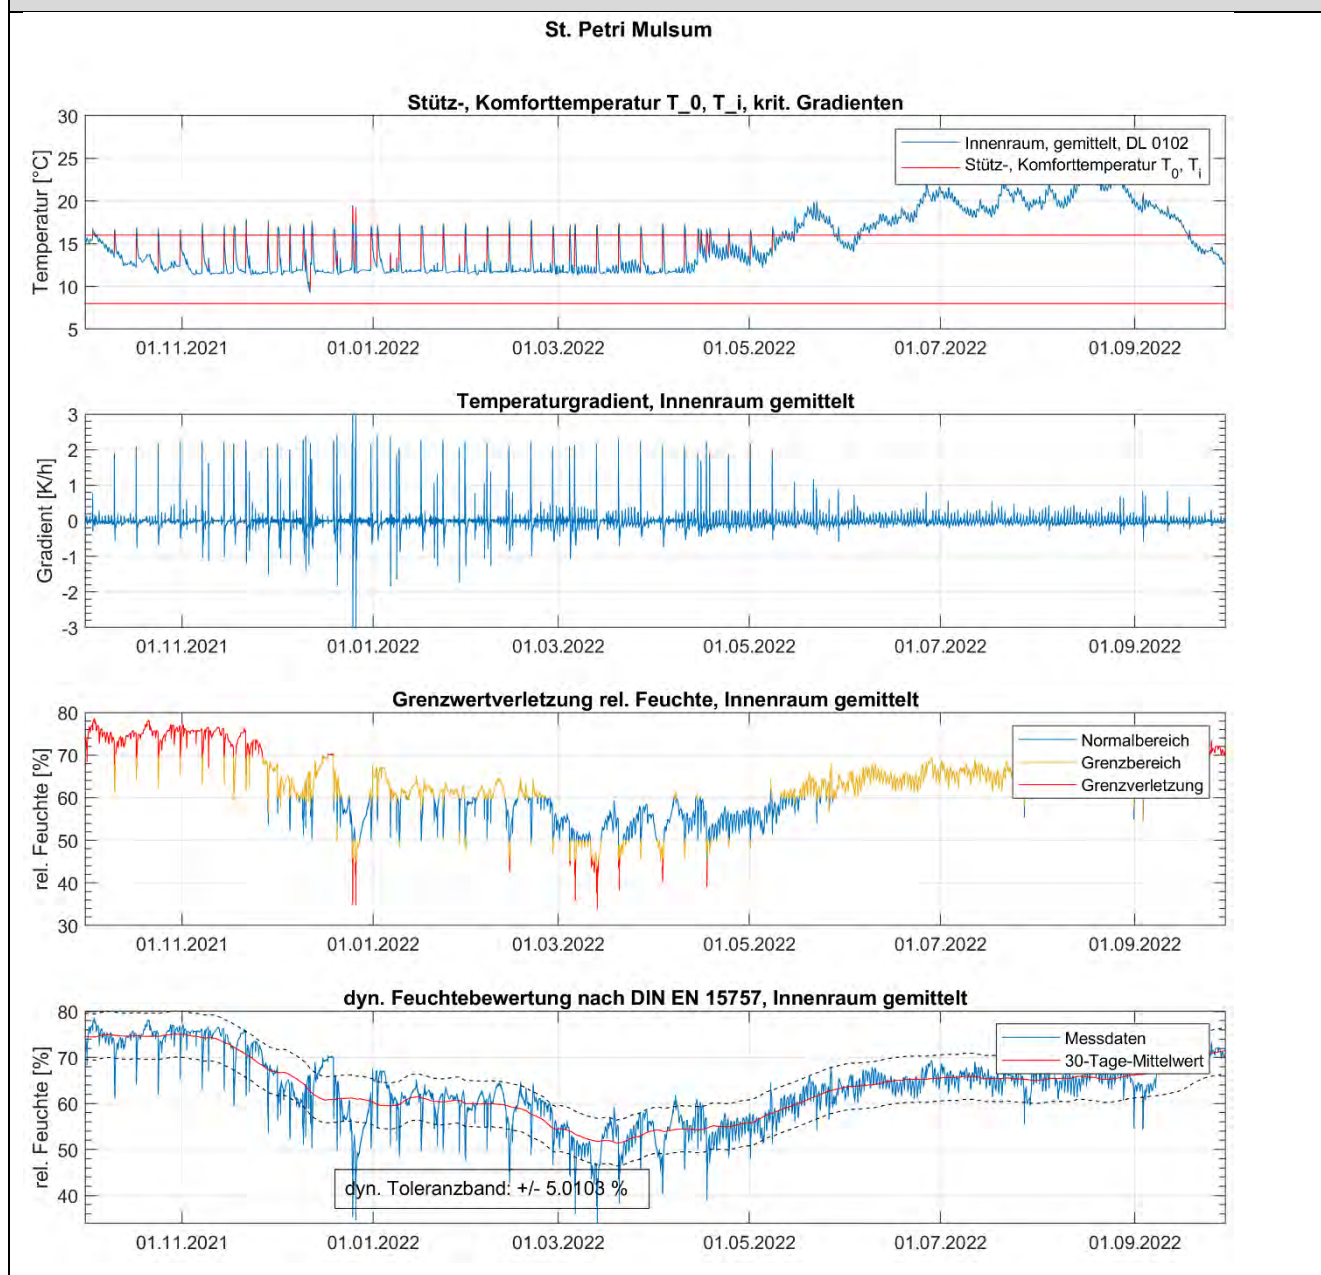 St. Petri Mulsum
Stütz-, Komforttemperatur T_0, T_i, krit. Gradienten
Temperatur [°C]
30
25
20
15
10
5
Innenraum, gemittelt, DL 0102
Stütz-, Komforttemperatur T0, Ti
01.11.2021 01.01.2022 01.03.2022 01.05.2022 01.07.2022 01.09.2022
Temperaturgradient, Innenraum gemittelt
Gradient [K/h]
3
2
1
0
-1
-2
-3
01.11.2021 01.01.2022 01.03.2022 01.05.2022 01.07.2022 01.09.2022
Grenzwertverletzung rel. Feuchte, Innenraum gemittelt
rel. Feuchte [%]
80
70
60
50
40
30
Normalbereich
Grenzbereich
Grenzverletzung
01.11.2021 01.01.2022 01.03.2022 01.05.2022 01.07.2022 01.09.2022
dyn. Feuchtebewertung nach DIN EN 15757, Innenraum gemittelt
rel. Feuchte [%]
80
70
60
50
40
Messdaten
30-Tage-Mittelwert
dyn. Toleranzband: +/- 5.0103 %
01.11.2021 01.01.2022 01.03.2022 01.05.2022 01.07.2022 01.09.2022